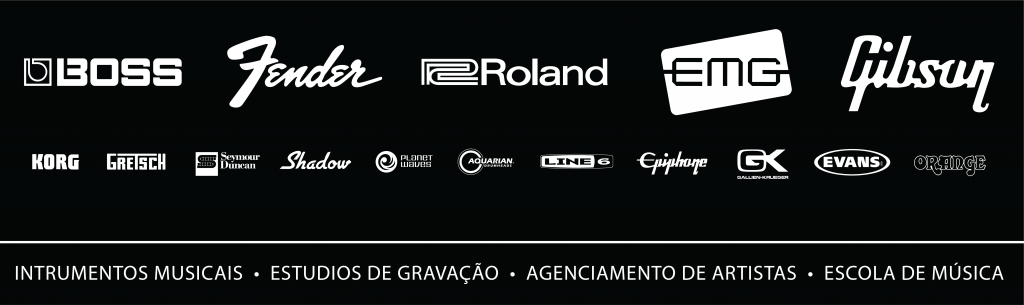 BOSS Fender Roland EMG Gibson
KORG GRETSCH Seymour Duncan Shadow PLANET WAVES AQUARIAN DRUMHEADS LINE 6 Epiphone GK GALLIEN-KRUEGER EVANS ORANGE
INTRUMENTOS MUSICAIS • ESTUDIOS DE GRAVAÇÃO • AGENCIAMENTO DE ARTISTAS • ESCOLA DE MÚSICA